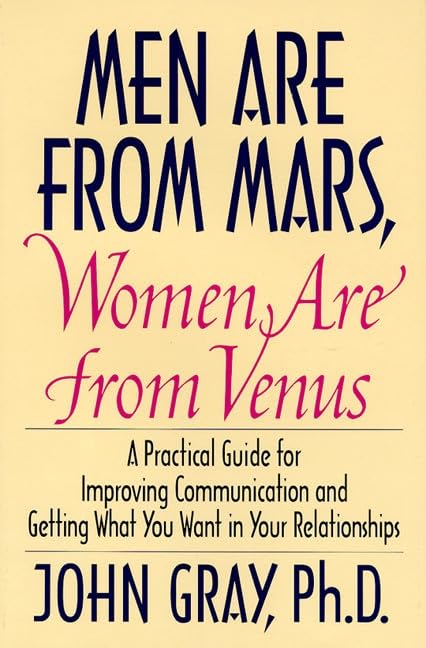 MEN ARE
FROM MARS,
Women Are
from Venus
A Practical Guide for
Improving Communication and
Getting What You Want in Your Relationships
JOHN GRAY, Ph.D.